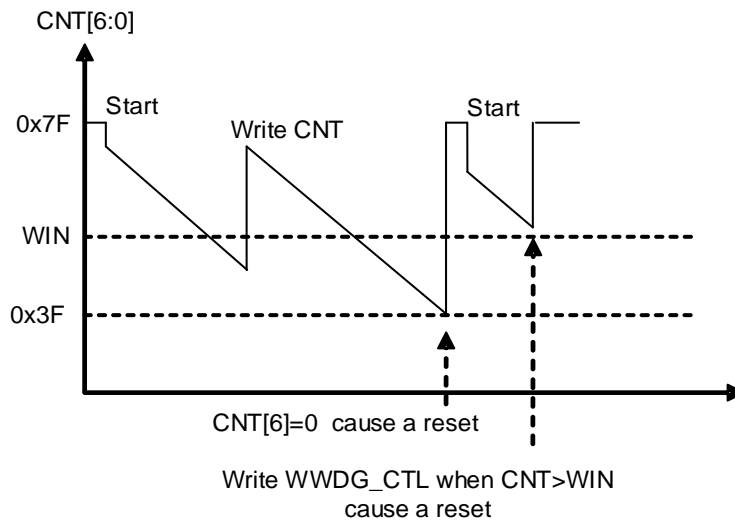 CNT[6:0]
Start
Start
0x7F
Write CNT
WIN
0x3F
CNT[6]=0 cause a reset
Write WWDG_CTL when CNT>WIN
cause a reset